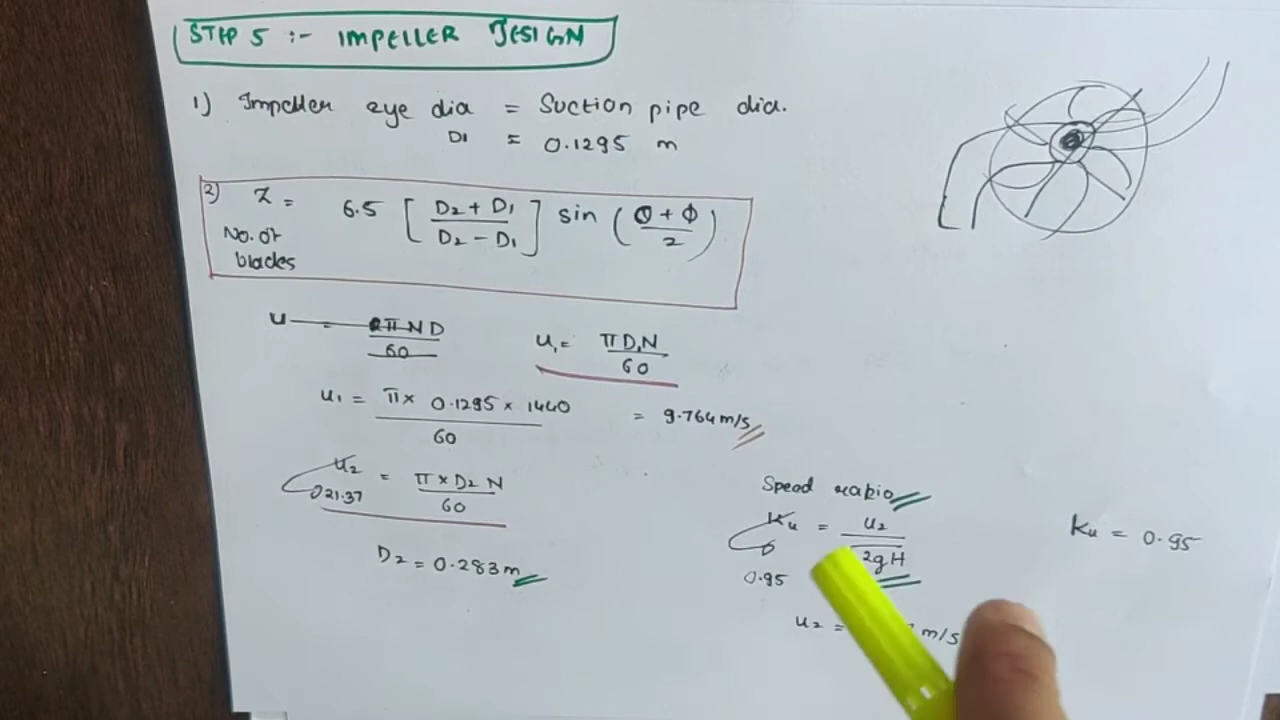 STEP 5 :- IMPELLER DESIGN
1) Impeller eye dia = Suction pipe dia.
D1 = 0.1295 m
2) Z = 6.5 [ D2 + D1 / D2 - D1 ] sin ( θ + ϕ / 2 )
No. of
blades
u = 2πND / 60
u1 = πD1N / 60
u1 = π × 0.1295 × 1440 / 60 = 9.764 m/s
u2 = π × D2 N / 60
21.37
D2 = 0.283 m
Speed ratio
Ku = u2 / 2gH
0.95
u2 = m/s
Ku = 0.95